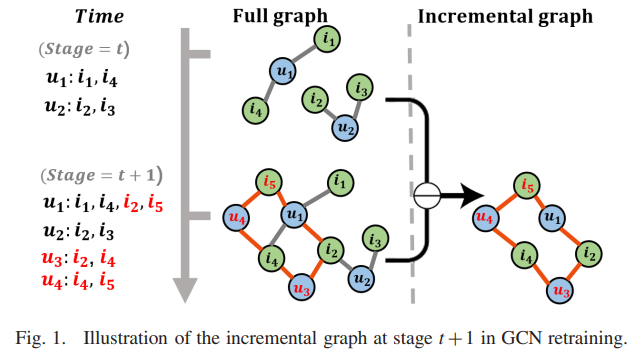 Time Full graph Incremental graph
(Stage = t)
u₁: i₁, i₄
u₂: i₂, i₃
i₁
u₁
i₄
i₂
i₃
u₂
(Stage = t + 1)
u₁: i₁, i₄, i₂, i₅
u₂: i₂, i₃
u₃: i₂, i₄
u₄: i₄, i₅
i₅
i₁
u₄
u₁
i₄
i₂
i₃
u₃
u₂
i₅
u₄
u₁
i₄
i₂
u₃
Fig. 1. Illustration of the incremental graph at stage t + 1 in GCN retraining.